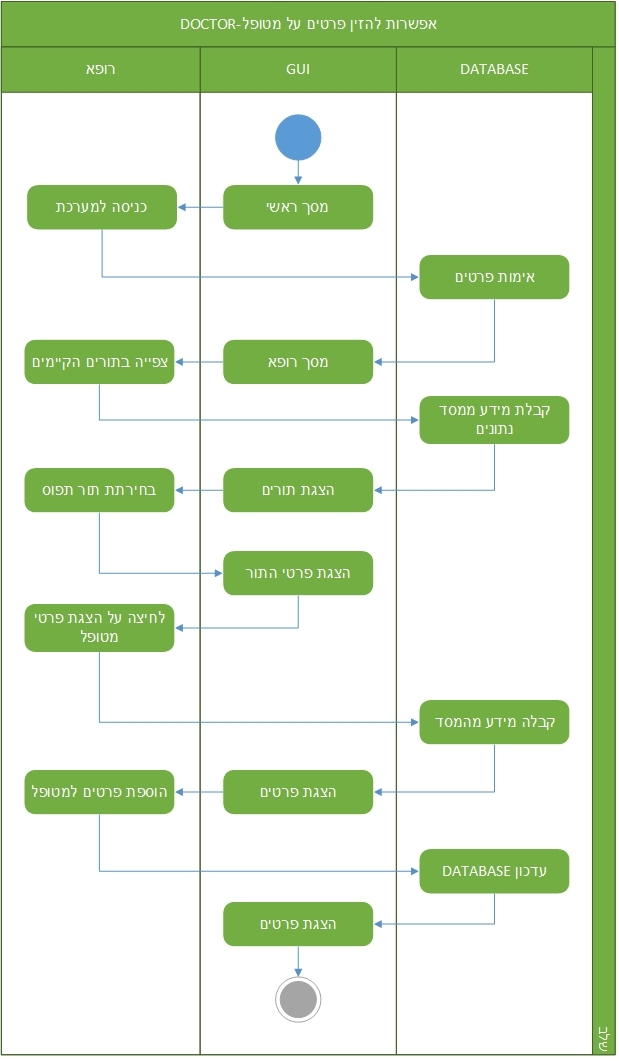 אפשרות להזין פרטים על מטופל-DOCTOR
רופא
GUI
DATABASE
מסך ראשי
כניסה למערכת
אימות פרטים
מסך רופא
צפייה בתורים הקיימים
קבלת מידע ממסד
נתונים
הצגת תורים
בחירתת תור תפוס
הצגת פרטי התור
לחיצה על הצגת פרטי
מטופל
קבלה מידע מהמסד
הצגת פרטים
הוספת פרטים למטופל
עדכון DATABASE
הצגת פרטים
שלב